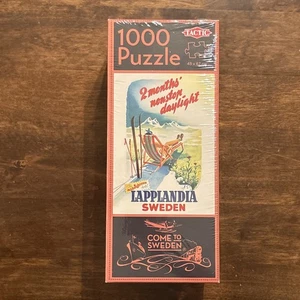 1000
Puzzle
TACTIC
2 months'
nonstop
daylight
LAPPLANDIA
SWEDEN
COME TO
SWEDEN